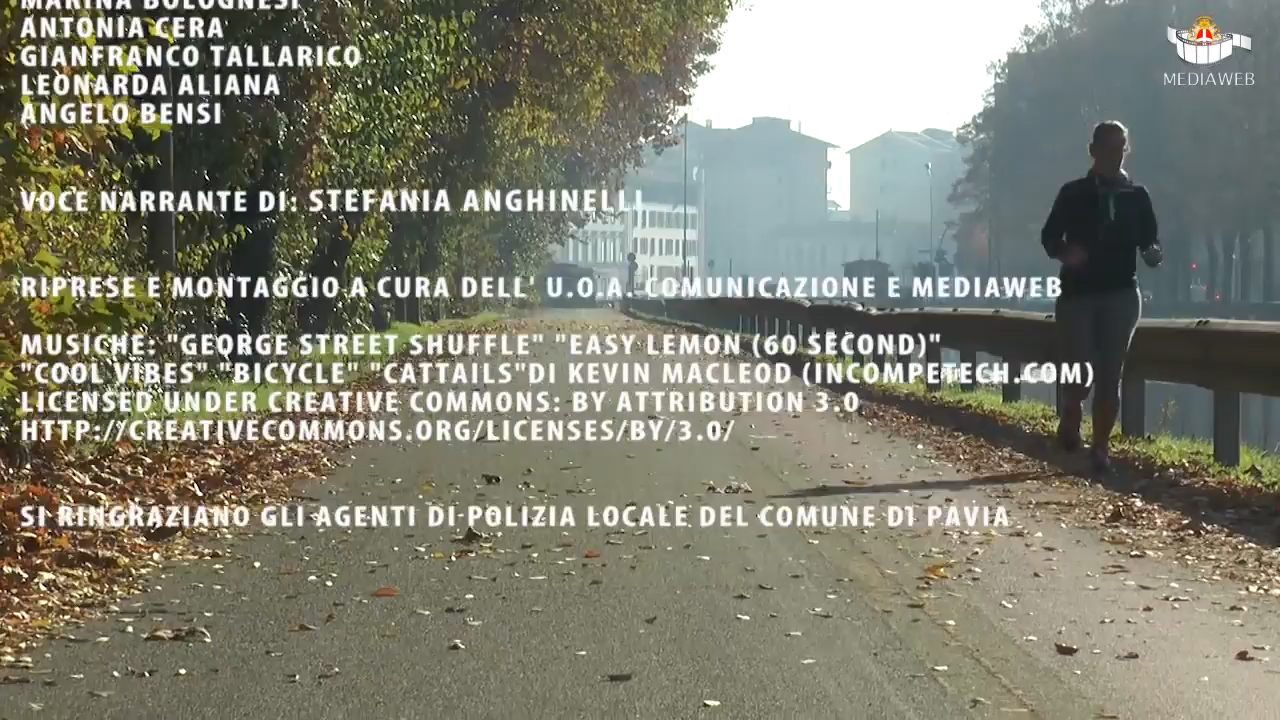 MARINA BOLOGNESI
ANTONIA CERA
GIANFRANCO TALLARICO
LEONARDA ALIANA
ANGELO BENSI
VOCE NARRANTE DI: STEFANIA ANGHINELLI
RIPRESE E MONTAGGIO A CURA DELL' U.O.A. COMUNICAZIONE E MEDIAWEB
MUSICHE: "GEORGE STREET SHUFFLE" "EASY LEMON (60 SECOND)"
"COOL VIBES" "BICYCLE" "CATTAILS"DI KEVIN MACLEOD (INCOMPETECH.COM)
LICENSED UNDER CREATIVE COMMONS: BY ATTRIBUTION 3.0
HTTP://CREATIVECOMMONS.ORG/LICENSES/BY/3.0/
SI RINGRAZIANO GLI AGENTI DI POLIZIA LOCALE DEL COMUNE DI PAVIA
MEDIAWEB